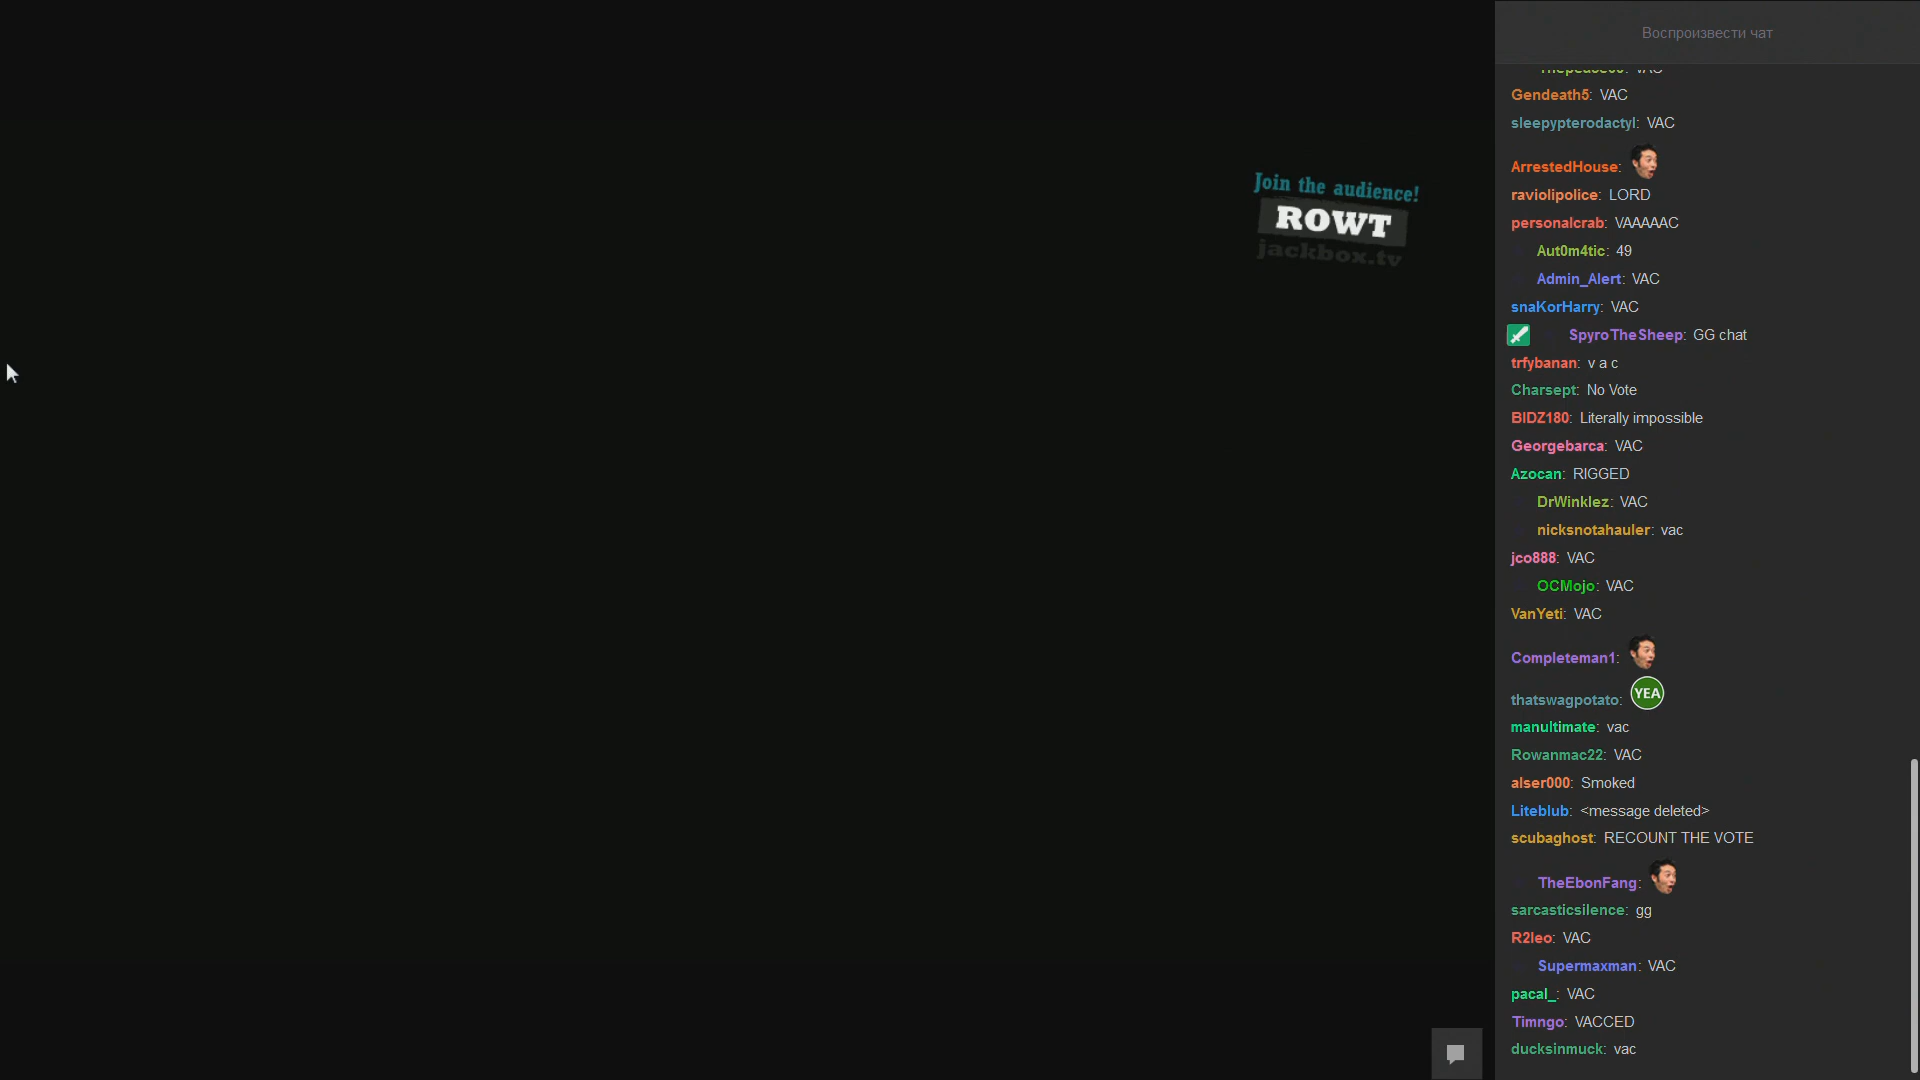 Воспроизвести чат
Thepeace00: VAC
Gendeath5: VAC
sleepypterodactyl: VAC
ArrestedHouse:
raviolipolice: LORD
personalcrab: VAAAAAC
Aut0m4tic: 49
Admin_Alert: VAC
snaKorHarry: VAC
SpyroTheSheep: GG chat
trfybanan: v a c
Charsept: No Vote
BIDZ180: Literally impossible
Georgebarca: VAC
Azocan: RIGGED
DrWinklez: VAC
nicksnotahauler: vac
jco888: VAC
OCMojo: VAC
VanYeti: VAC
Completeman1:
thatswagpotato: YEA
manultimate: vac
Rowanmac22: VAC
alser000: Smoked
Liteblub: <message deleted>
scubaghost: RECOUNT THE VOTE
TheEbonFang:
sarcasticsilence: gg
R2leo: VAC
Supermaxman: VAC
pacal_: VAC
Timngo: VACCED
ducksinmuck: vac
Join the audience!
ROWT
jackbox.tv